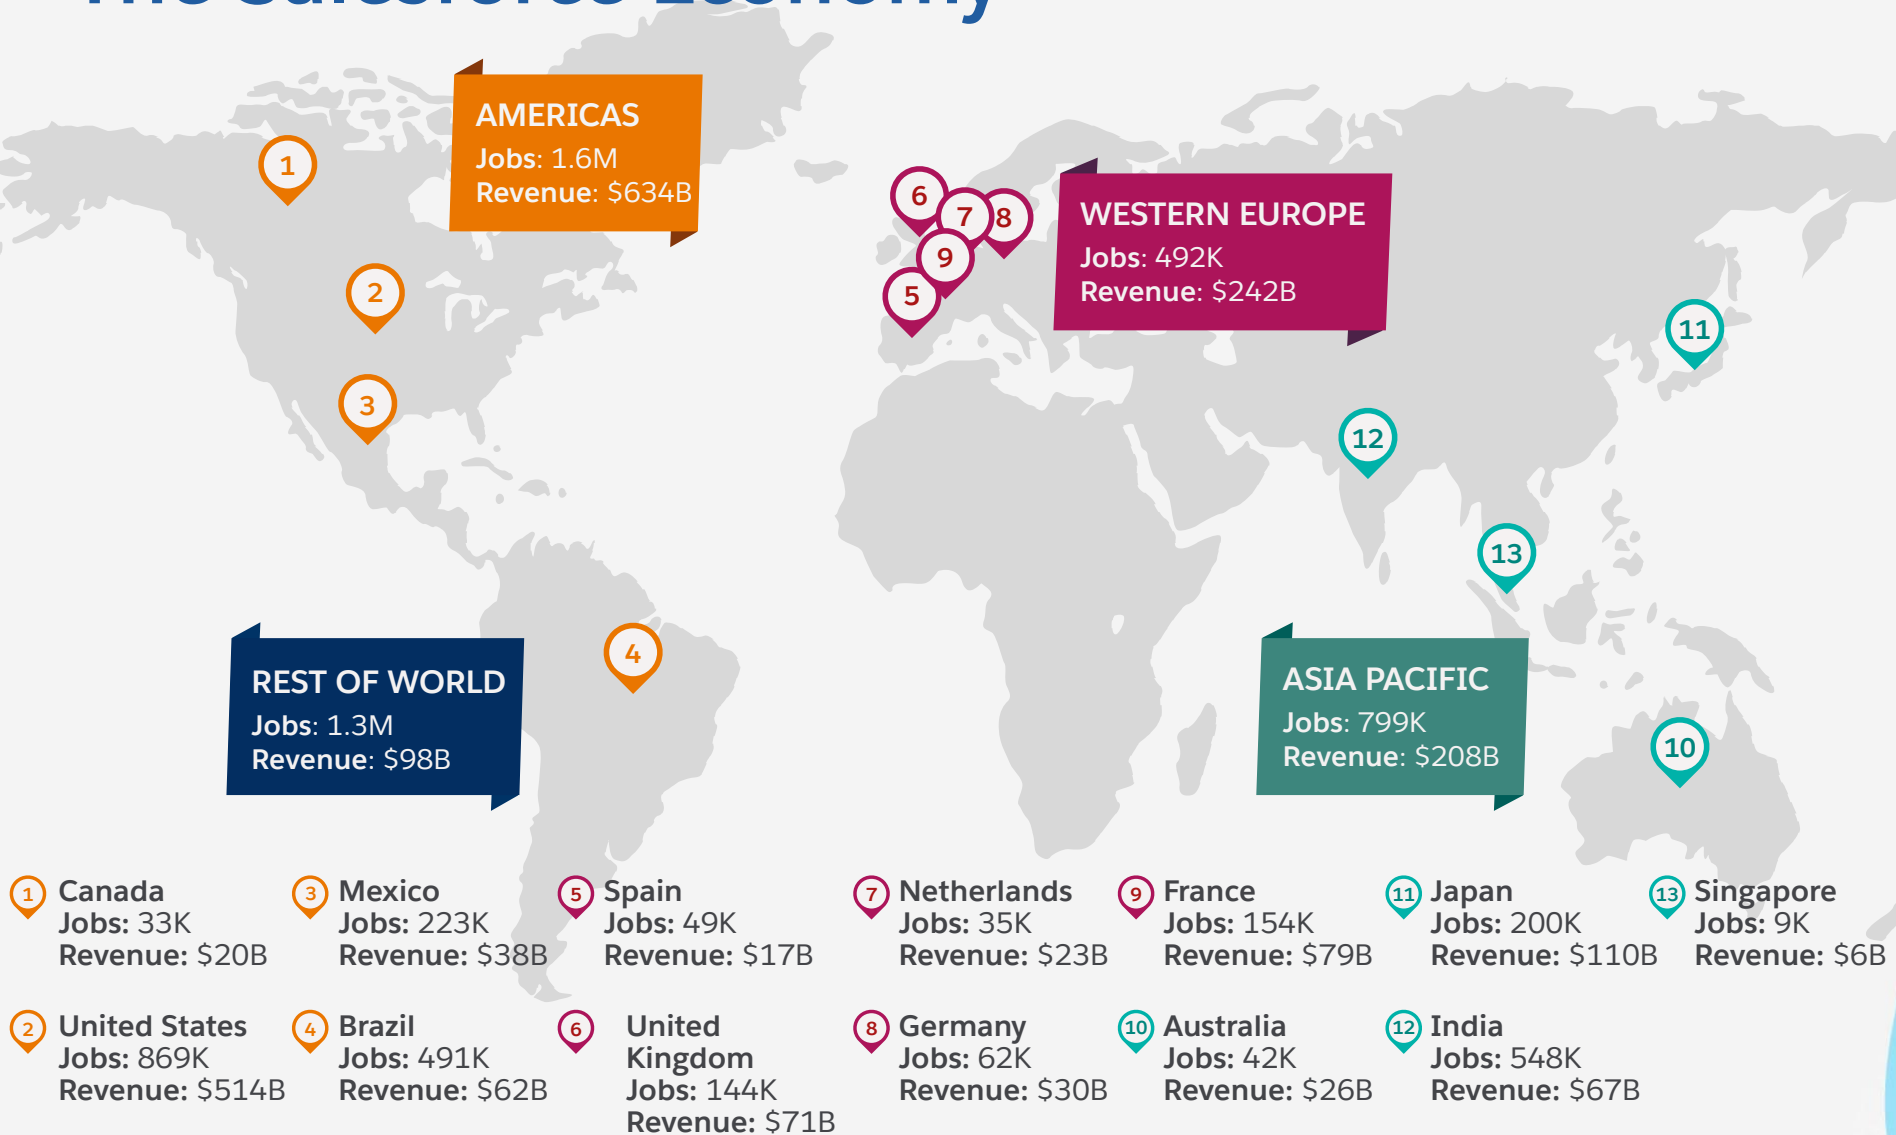 The Salesforce Economy
AMERICAS
Jobs: 1.6M
Revenue: $634B
WESTERN EUROPE
Jobs: 492K
Revenue: $242B
REST OF WORLD
Jobs: 1.3M
Revenue: $98B
ASIA PACIFIC
Jobs: 799K
Revenue: $208B
1
2
3
4
5
6
7
8
9
10
11
12
13
1 Canada
Jobs: 33K
Revenue: $20B
2 United States
Jobs: 869K
Revenue: $514B
3 Mexico
Jobs: 223K
Revenue: $38B
4 Brazil
Jobs: 491K
Revenue: $62B
5 Spain
Jobs: 49K
Revenue: $17B
6 United
Kingdom
Jobs: 144K
Revenue: $71B
7 Netherlands
Jobs: 35K
Revenue: $23B
8 Germany
Jobs: 62K
Revenue: $30B
9 France
Jobs: 154K
Revenue: $79B
10 Australia
Jobs: 42K
Revenue: $26B
11 Japan
Jobs: 200K
Revenue: $110B
12 India
Jobs: 548K
Revenue: $67B
13 Singapore
Jobs: 9K
Revenue: $6B